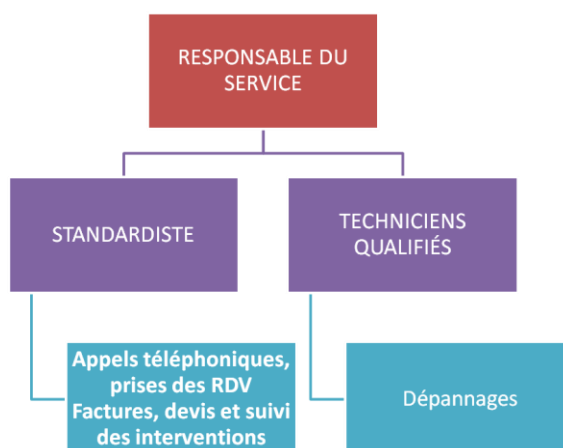 RESPONSABLE DU
SERVICE
STANDARDISTE
TECHNICIENS
QUALIFIÉS
Appels téléphoniques,
prises des RDV
Factures, devis et suivi
des interventions
Dépannages